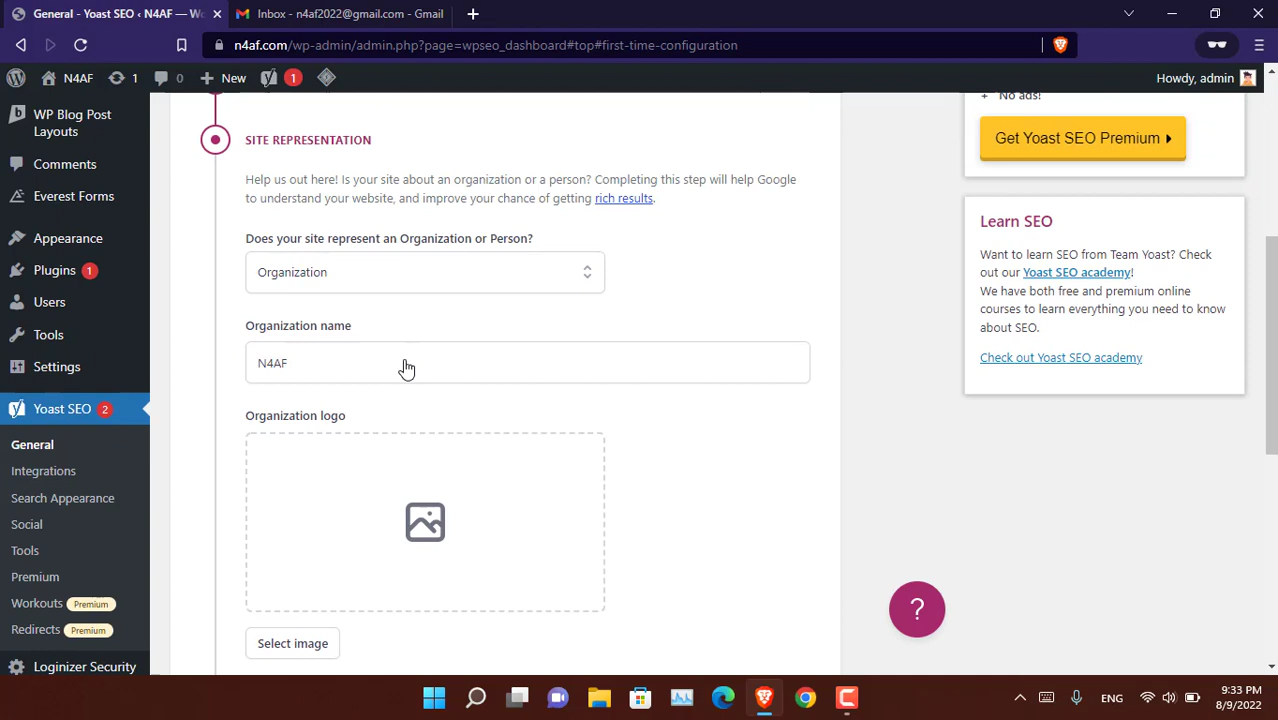 General - Yoast SEO ‹ N4AF — Wo
Inbox - n4af2022@gmail.com - Gmail
n4af.com/wp-admin/admin.php?page=wpseo_dashboard#top#first-time-configuration
N4AF
1
0
New
1
Howdy, admin
WP Blog Post
Layouts
Comments
Everest Forms
Appearance
Plugins 1
Users
Tools
Settings
Yoast SEO 2
General
Integrations
Search Appearance
Social
Tools
Premium
Workouts Premium
Redirects Premium
Loginizer Security
SITE REPRESENTATION
Help us out here! Is your site about an organization or a person? Completing this step will help Google
to understand your website, and improve your chance of getting rich results.
Does your site represent an Organization or Person?
Organization
Organization name
N4AF
Organization logo
Select image
+ No ads!
Get Yoast SEO Premium
Learn SEO
Want to learn SEO from Team Yoast? Check
out our Yoast SEO academy!
We have both free and premium online
courses to learn everything you need to know
about SEO.
Check out Yoast SEO academy
?
ENG
9:33 PM
8/9/2022